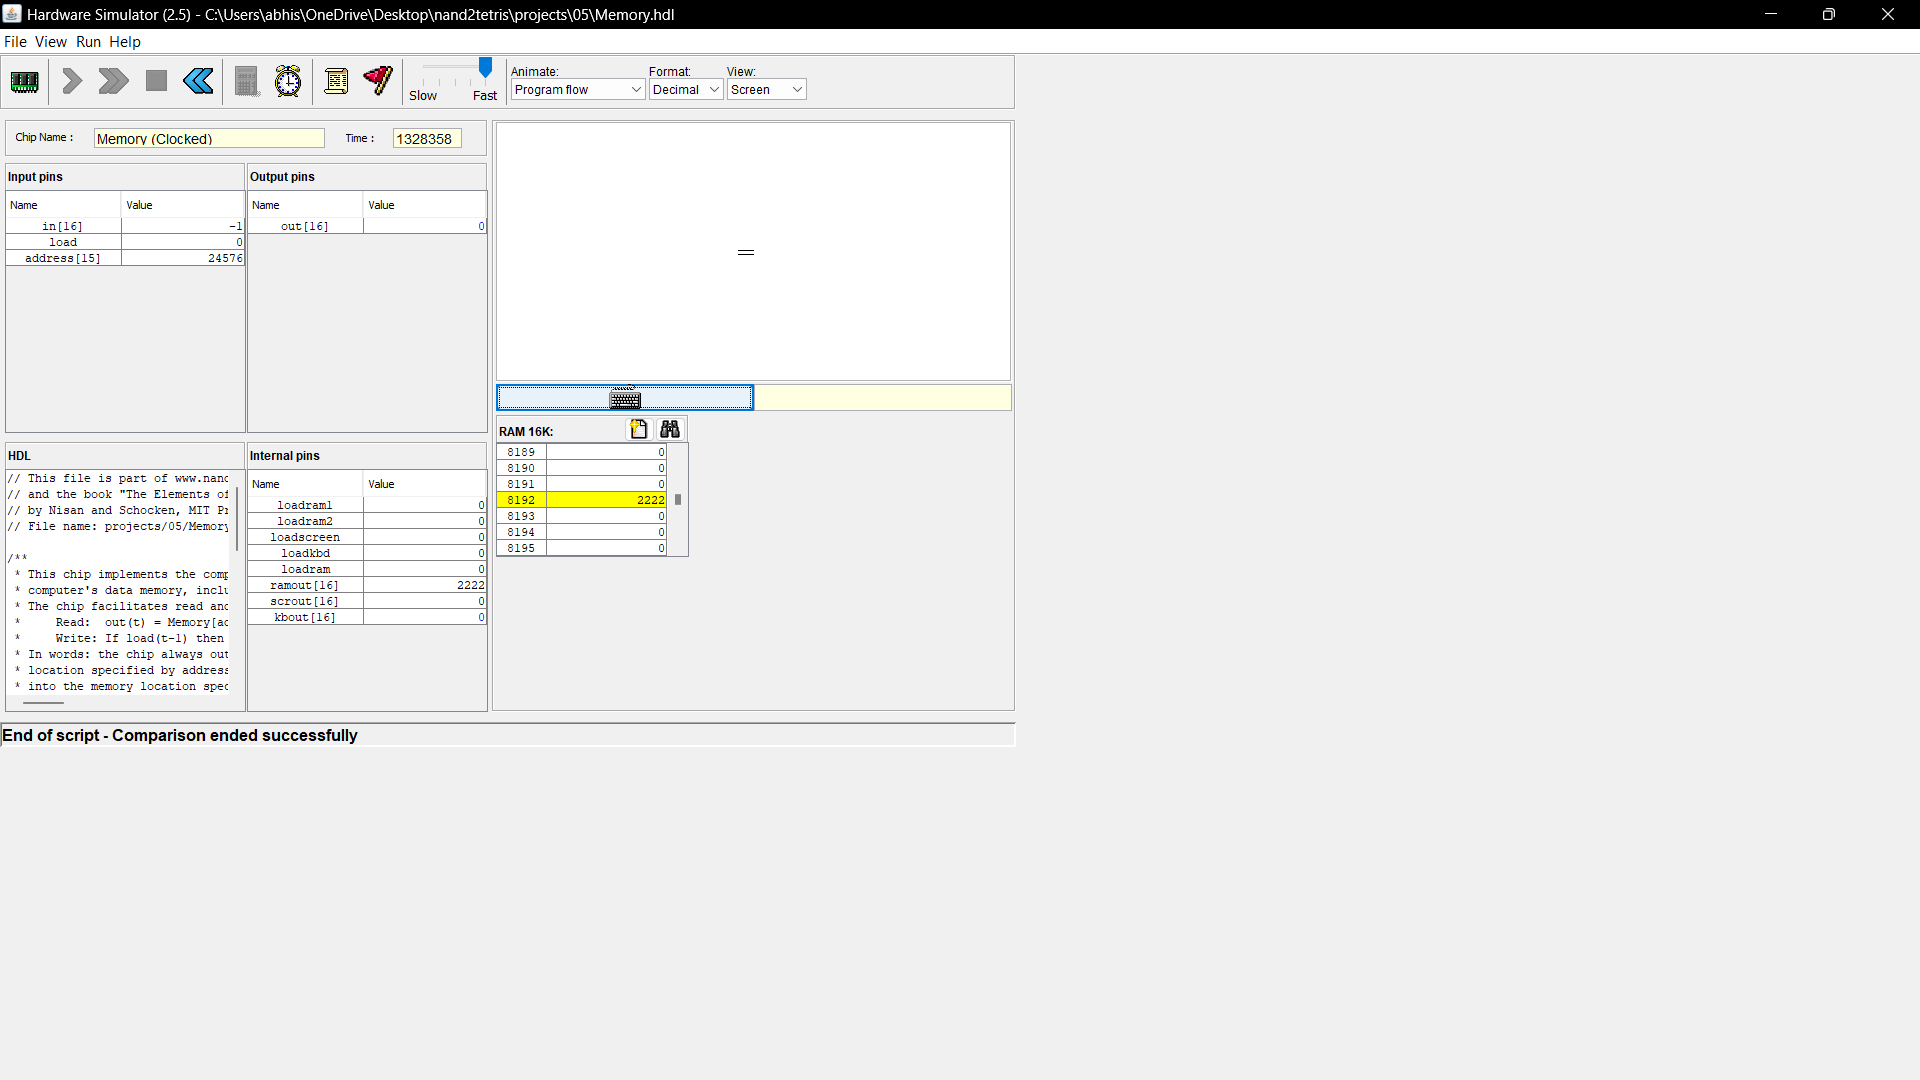 Hardware Simulator (2.5) - C:\Users\abhis\OneDrive\Desktop\nand2tetris\projects\05\Memory.hdl
File View Run Help
Slow Fast
Animate: Format: View:
Program flow Decimal Screen
Chip Name : Memory (Clocked) Time : 1328358
Input pins
Name Value
in[16] -1
load 0
address[15] 24576
Output pins
Name Value
out[16] 0
HDL
// This file is part of www.nand
// and the book "The Elements of
// by Nisan and Schocken, MIT Pr
// File name: projects/05/Memory
/**
* This chip implements the comp
* computer's data memory, inclu
* The chip facilitates read and
* Read: out(t) = Memory[ad
* Write: If load(t-1) then
* In words: the chip always out
* location specified by address
* into the memory location spec
Internal pins
Name Value
loadram1 0
loadram2 0
loadscreen 0
loadkbd 0
loadram 0
ramout[16] 2222
scrout[16] 0
kbout[16] 0
RAM 16K:
8189 0
8190 0
8191 0
8192 2222
8193 0
8194 0
8195 0
End of script - Comparison ended successfully